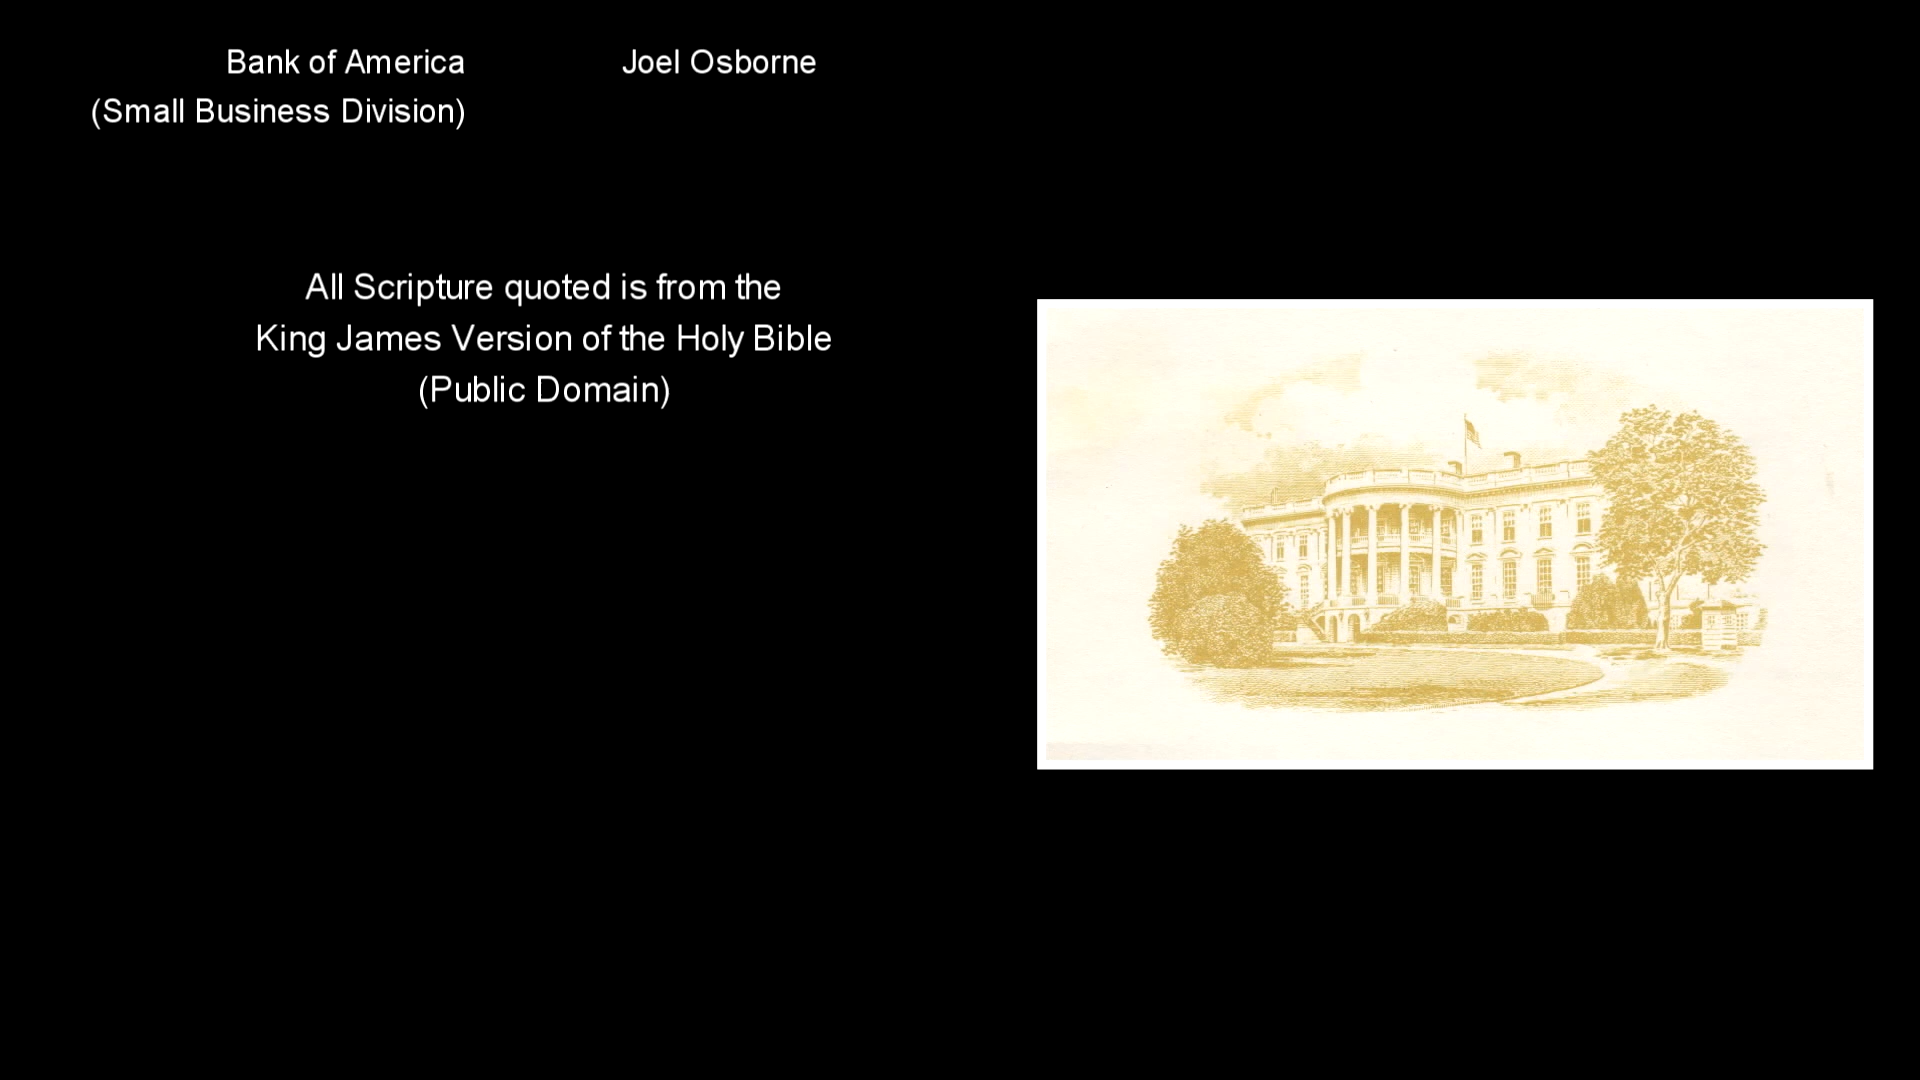 Bank of America Joel Osborne
(Small Business Division)
All Scripture quoted is from the
King James Version of the Holy Bible
(Public Domain)